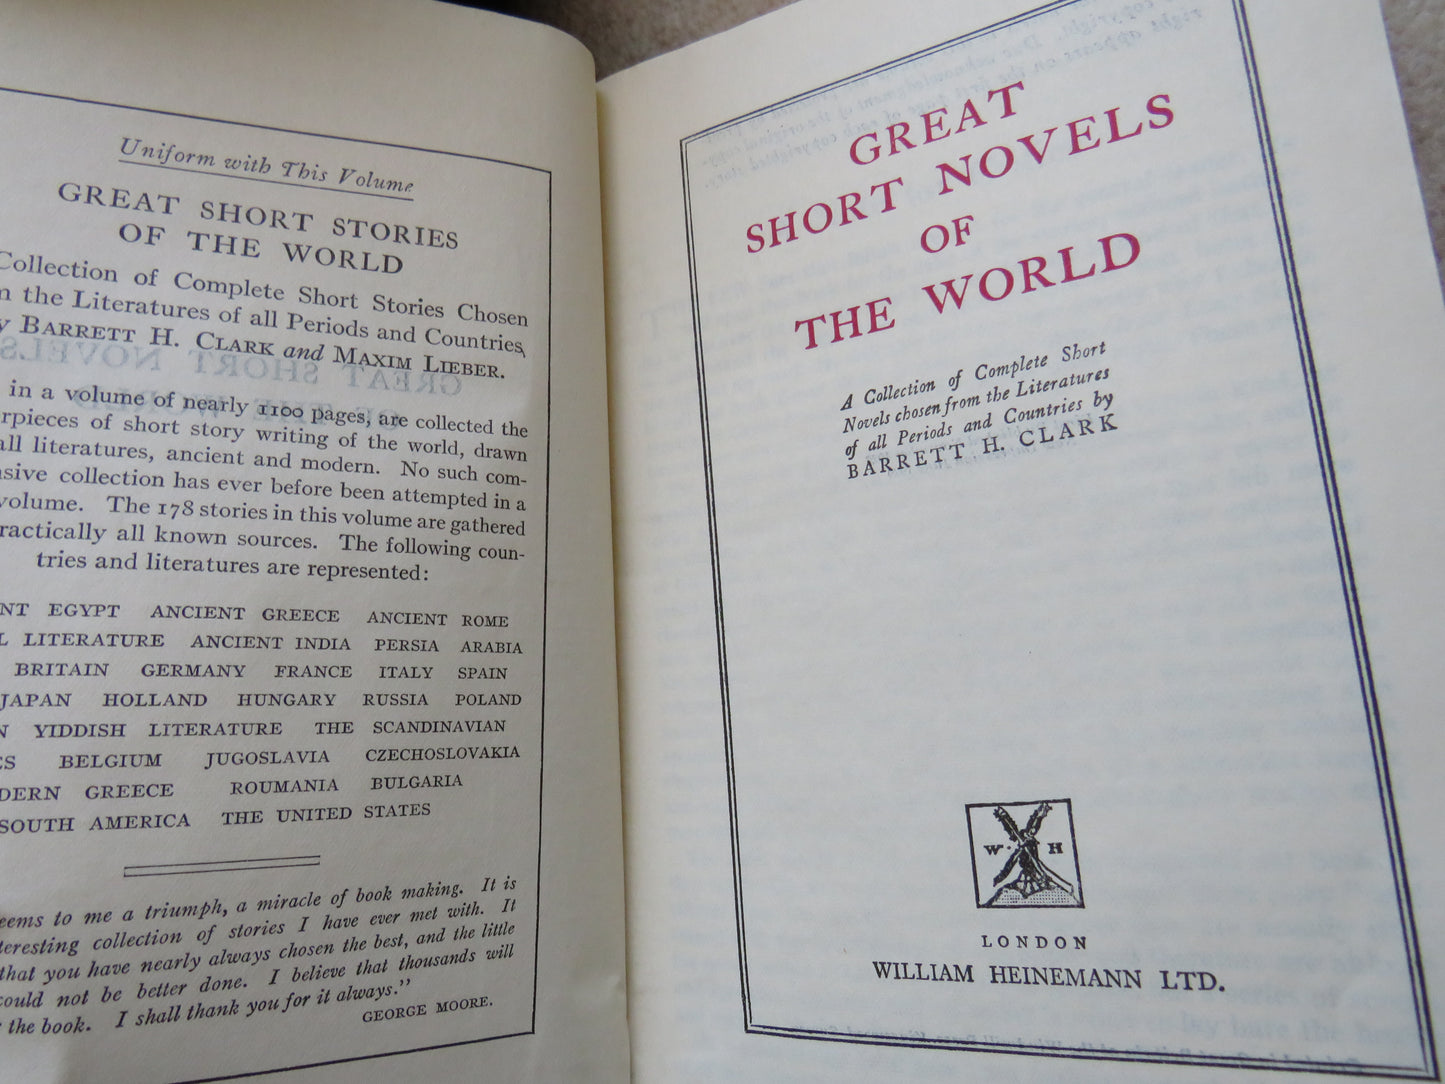 Uniform with This Volume
GREAT SHORT STORIES
OF THE WORLD
Collection of Complete Short Stories Chosen
the Literatures of all Periods and Countries,
BARRETT H. CLARK and MAXIM LIEBER.
in a volume of nearly 1100 pages, are collected the
rpieces of short story writing of the world, drawn
all literatures, ancient and modern. No such com-
sive collection has ever before been attempted in a
volume. The 178 stories in this volume are gathered
ractically all known sources. The following coun-
tries and literatures are represented:
NT EGYPT ANCIENT GREECE ANCIENT ROME
L LITERATURE ANCIENT INDIA PERSIA ARABIA
BRITAIN GERMANY FRANCE ITALY SPAIN
JAPAN HOLLAND HUNGARY RUSSIA POLAND
N YIDDISH LITERATURE THE SCANDINAVIAN
ES BELGIUM JUGOSLAVIA CZECHOSLOVAKIA
DERN GREECE ROUMANIA BULGARIA
SOUTH AMERICA THE UNITED STATES
eems to me a triumph, a miracle of book making. It is
teresting collection of stories I have ever met with. It
that you have nearly always chosen the best, and the little
could not be better done. I believe that thousands will
the book. I shall thank you for it always."
GEORGE MOORE.
GREAT
SHORT NOVELS
OF
THE WORLD
A Collection of Complete Short
Novels chosen from the Literatures
of all Periods and Countries by
BARRETT H. CLARK
W · H
LONDON
WILLIAM HEINEMANN LTD.